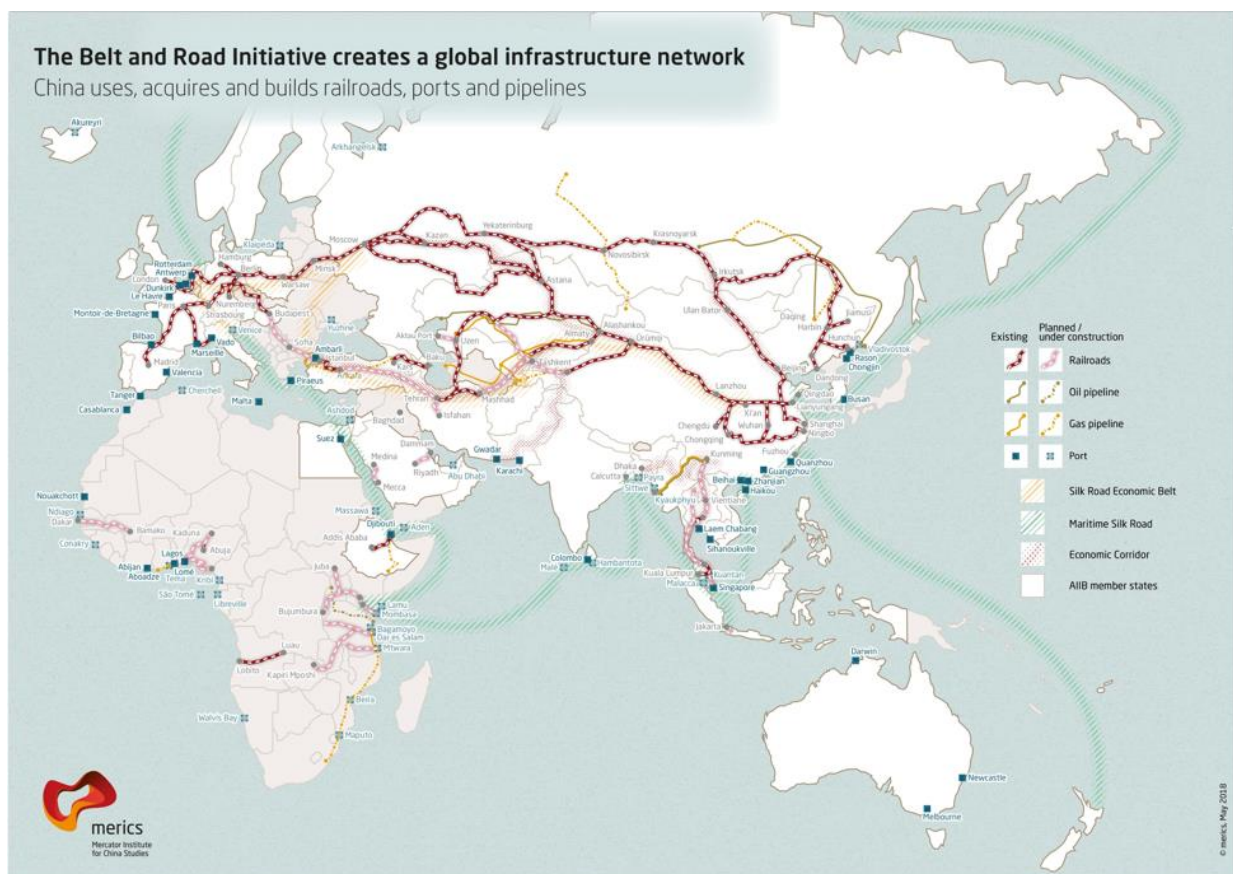 The Belt and Road Initiative creates a global infrastructure network
China uses, acquires and builds railroads, ports and pipelines
Akureyri
Arkhangelsk
Klaipėda
Moscow
Kazan
Yekaterinburg
Krasnoyarsk
Novosibirsk
Irkutsk
Astana
Rotterdam
Antwerp
London
Dunkirk
Le Havre
Paris
Hamburg
Berlin
Warsaw
Minsk
Montoir-de-Bretagne
Strasbourg
Nuremberg
Budapest
Bilbao
Madrid
Venice
Vado
Marseille
Valencia
Sofia
Yuzhne
Ambarli
Istanbul
Ankara
Kars
Baku
Aktau Port
Uzen
Almaty
Alashankou
Ürümqi
Tashkent
Ulan Bator
Daqing
Harbin
Jiamusi
Hunchun
Vladivostok
Rason
Chongjin
Beijing
Dandong
Tanger
Casablanca
Cherchell
Malta
Piraeus
Ashdod
Suez
Baghdad
Tehran
Isfahan
Mashhad
Lanzhou
Qingdao
Lianyungang
Busan
Xi'an
Wuhan
Chengdu
Chongqing
Shanghai
Ningbo
Fuzhou
Quanzhou
Guangzhou
Kunming
Beihai
Zhanjian
Haikou
Medina
Mecca
Dammam
Riyadh
Abu Dhabi
Gwadar
Karachi
Dhaka
Calcutta
Payra
Sittwe
Kyaukphyu
Vientiane
Laem Chabang
Sihanoukville
Nouakchott
Ndiago
Dakar
Bamako
Conakry
Kaduna
Abuja
Lagos
Abijan
Lomé
Aboadze
Tema
Kribi
São Tomé
Libreville
Massawa
Djibouti
Aden
Addis Ababa
Juba
Bujumbura
Lamu
Mombasa
Bagamoyo
Dar es Salam
Mtwara
Luau
Lobito
Kapiri Mposhi
Beira
Walvis Bay
Maputo
Colombo
Hambantota
Malé
Kuala Lumpur
Kuantan
Malacca
Singapore
Jakarta
Darwin
Newcastle
Melbourne
Existing
Planned /
under construction
Railroads
Oil pipeline
Gas pipeline
Port
Silk Road Economic Belt
Maritime Silk Road
Economic Corridor
AIIB member states
merics
Mercator Institute
for China Studies
© merics, May 2018